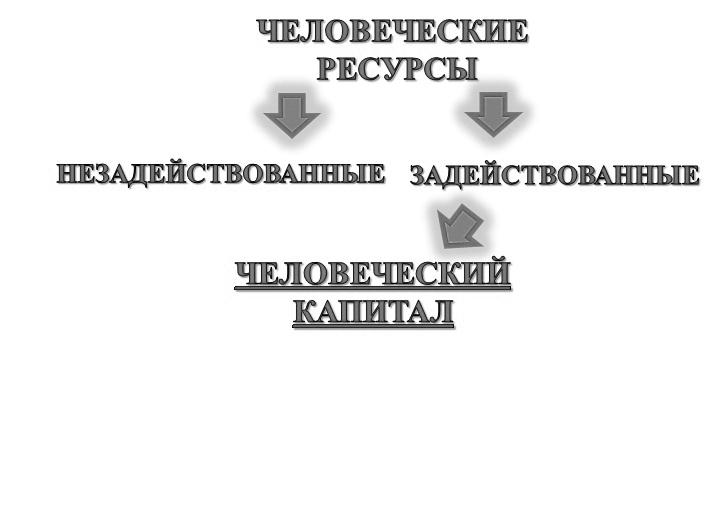 ЧЕЛОВЕЧЕСКИЕ
РЕСУРСЫ
НЕЗАДЕЙСТВОВАННЫЕ ЗАДЕЙСТВОВАННЫЕ
ЧЕЛОВЕЧЕСКИЙ
КАПИТАЛ